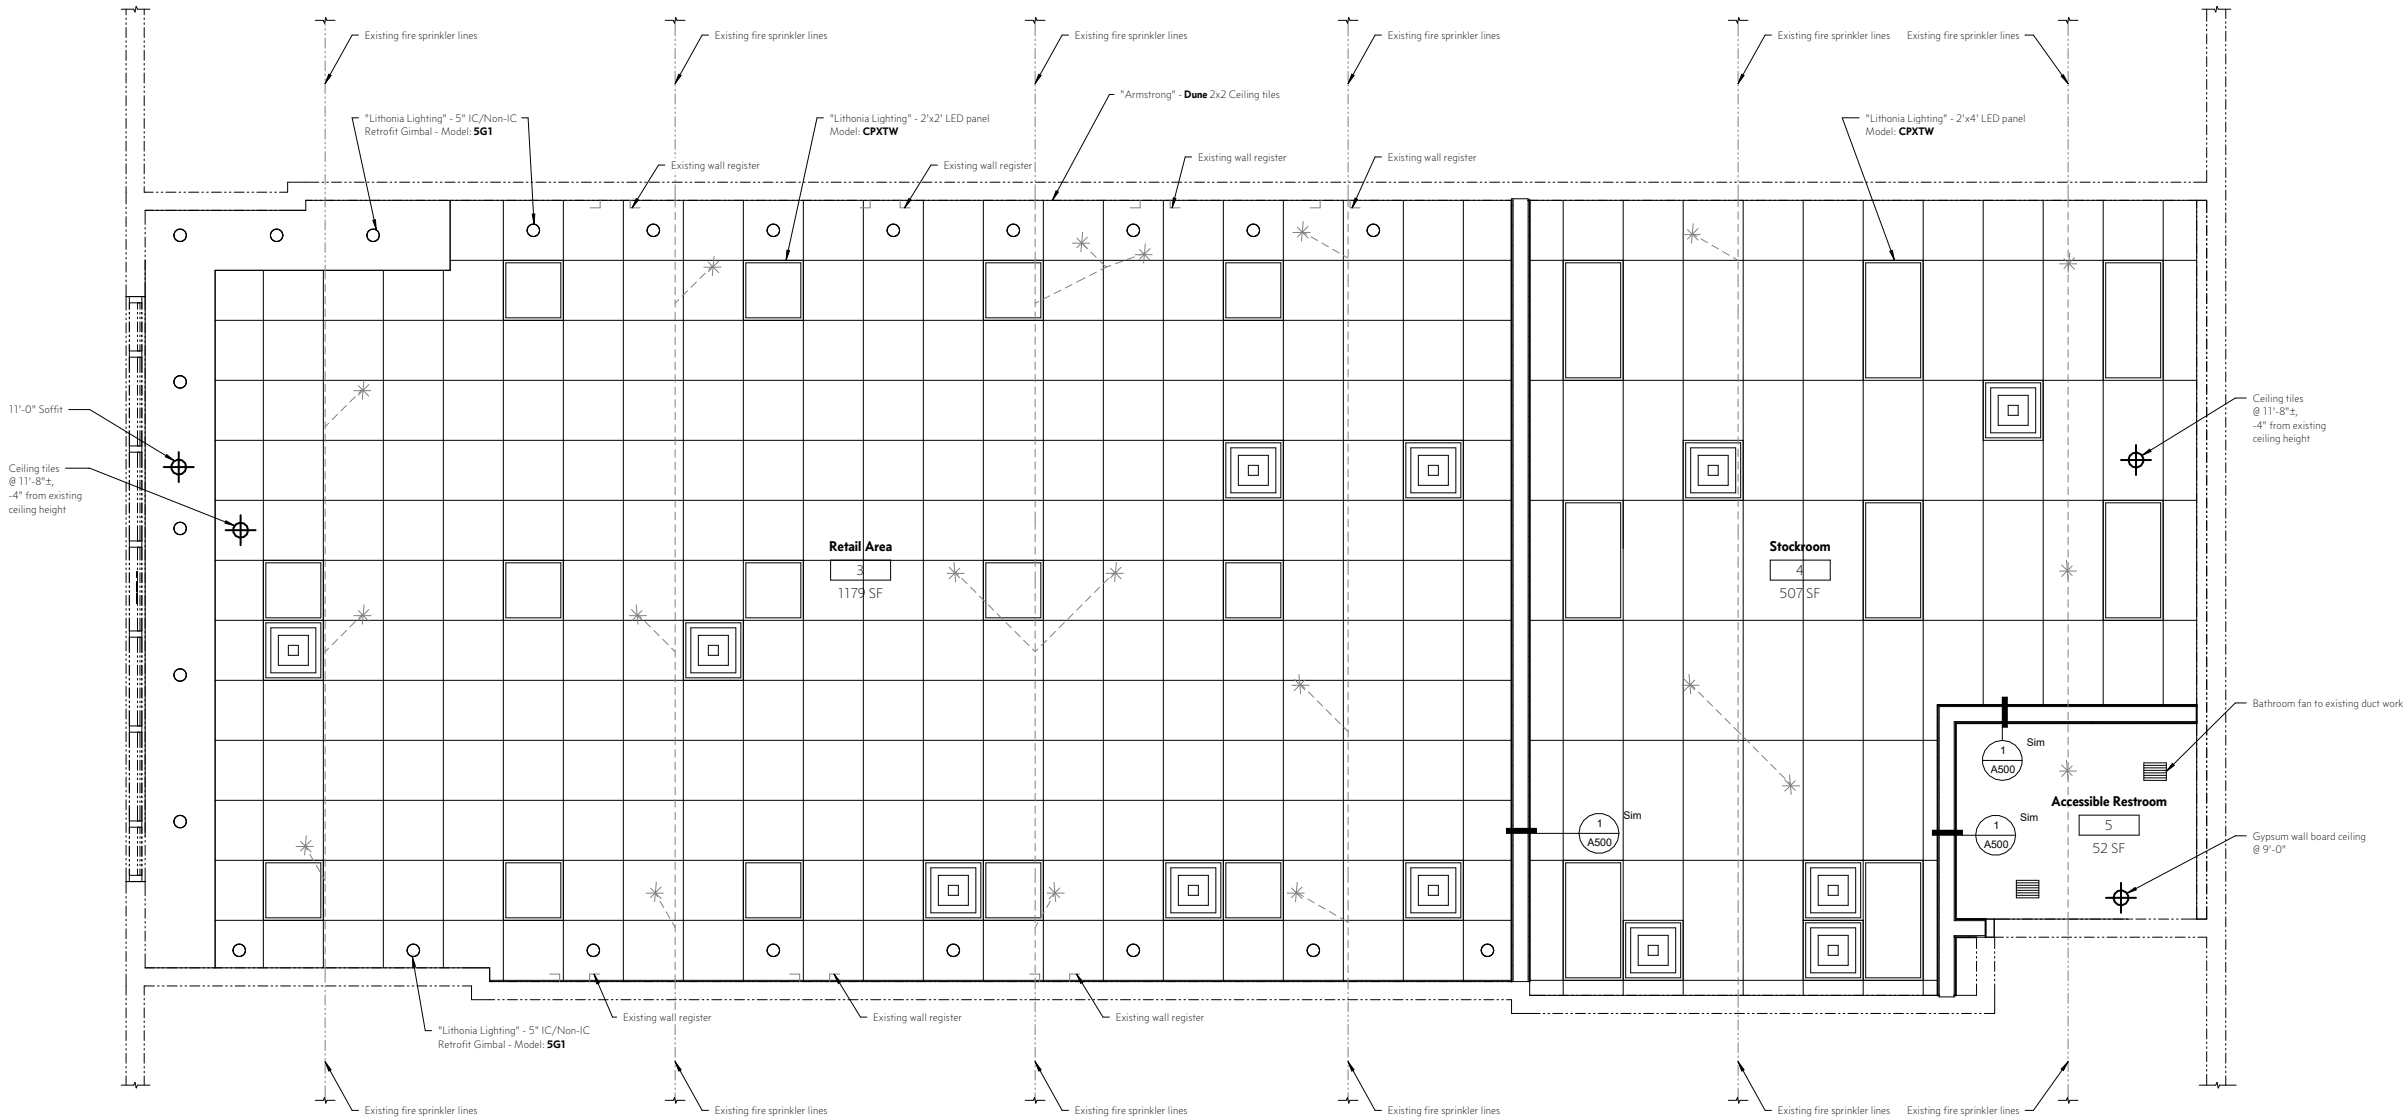 Existing fire sprinkler lines
Existing fire sprinkler lines
Existing fire sprinkler lines
Existing fire sprinkler lines
Existing fire sprinkler lines
Existing fire sprinkler lines
"Armstrong" - Dune 2x2 Ceiling tiles
"Lithonia Lighting" - 5" IC/Non-IC
Retrofit Gimbal - Model: 5G1
"Lithonia Lighting" - 2'x2' LED panel
Model: CPXTW
"Lithonia Lighting" - 2'x4' LED panel
Model: CPXTW
Existing wall register
Existing wall register
Existing wall register
Existing wall register
11'-0" Soffit
Ceiling tiles
@ 11'-8"±,
-4" from existing
ceiling height
Ceiling tiles
@ 11'-8"±,
-4" from existing
ceiling height
Retail Area
3
1179 SF
Stockroom
4
507 SF
Bathroom fan to existing duct work
1
A500
Sim
Accessible Restroom
5
52 SF
1
A500
Sim
1
A500
Sim
Gypsum wall board ceiling
@ 9'-0"
Existing wall register
Existing wall register
Existing wall register
"Lithonia Lighting" - 5" IC/Non-IC
Retrofit Gimbal - Model: 5G1
Existing fire sprinkler lines
Existing fire sprinkler lines
Existing fire sprinkler lines
Existing fire sprinkler lines
Existing fire sprinkler lines
Existing fire sprinkler lines